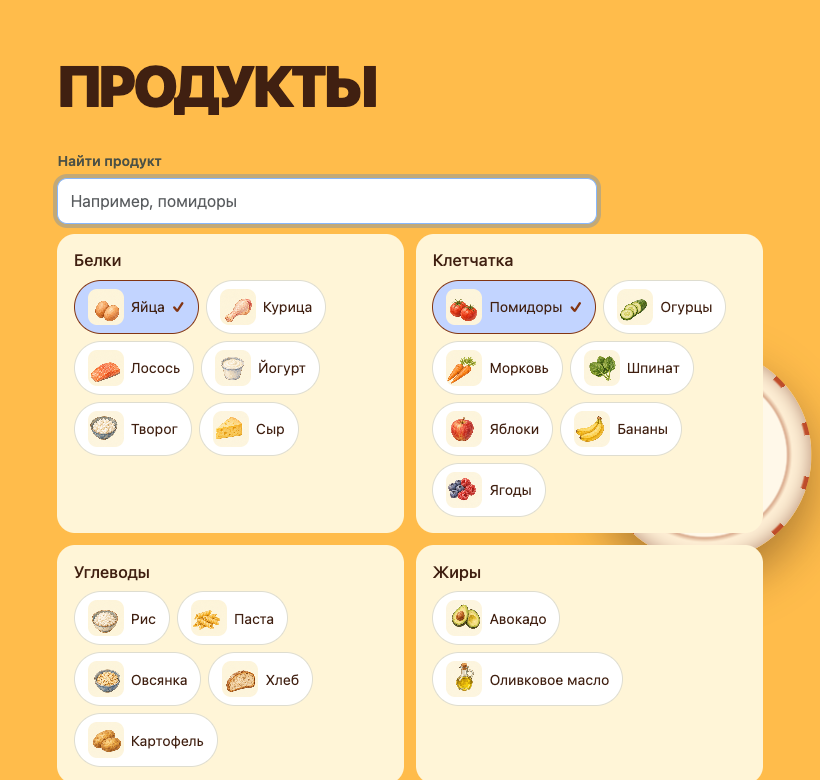 ПРОДУКТЫ
Найти продукт
Например, помидоры
Белки
Яйца
Курица
Лосось
Йогурт
Творог
Сыр
Клетчатка
Помидоры
Огурцы
Морковь
Шпинат
Яблоки
Бананы
Ягоды
Углеводы
Рис
Паста
Овсянка
Хлеб
Картофель
Жиры
Авокадо
Оливковое масло